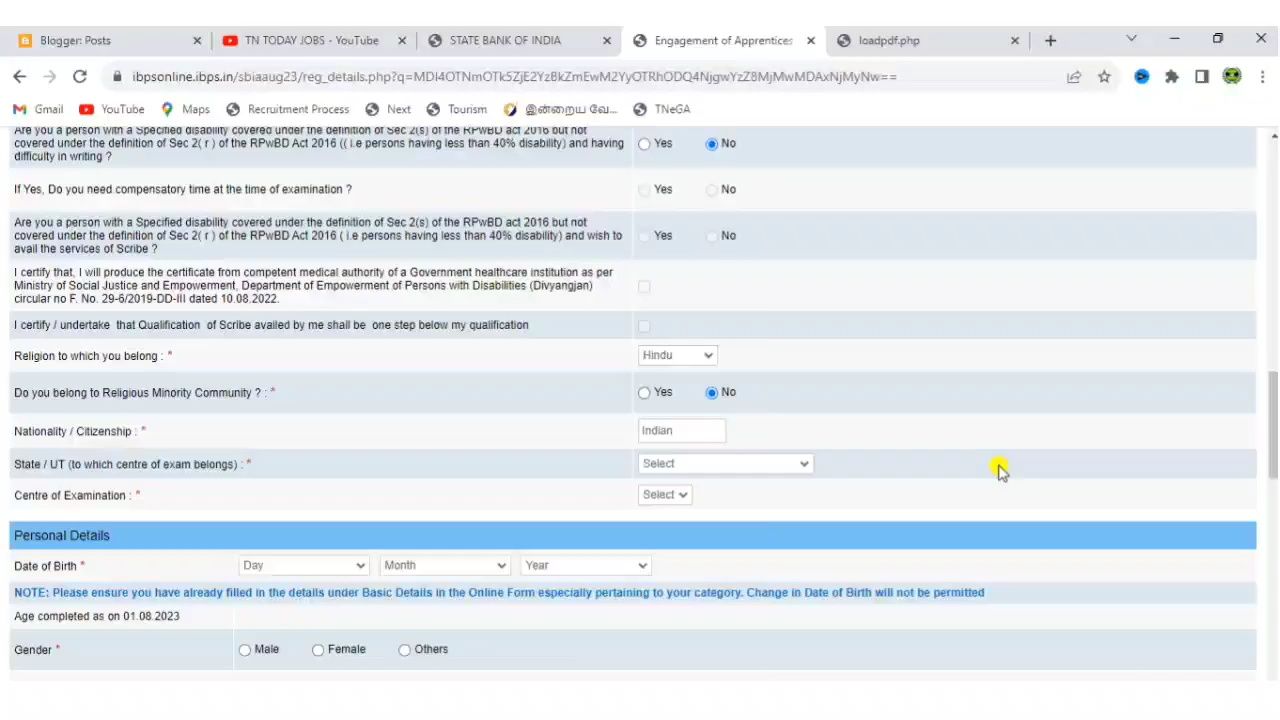 Blogger: Posts
TN TODAY JOBS - YouTube
STATE BANK OF INDIA
Engagement of Apprentices
loadpdf.php
Gmail
YouTube
Maps
Recruitment Process
Next
Tourism
இன்றைய வே...
TNeGA
Are you a person with a Specified disability covered under the definition of Sec 2(s) of the RPwBD act 2016 but not
covered under the definition of Sec 2( r ) of the RPwBD Act 2016 (( i.e persons having less than 40% disability) and having
difficulty in writing ?
Yes No
If Yes, Do you need compensatory time at the time of examination ?
Yes No
Are you a person with a Specified disability covered under the definition of Sec 2(s) of the RPwBD act 2016 but not
covered under the definition of Sec 2( r ) of the RPwBD Act 2016 ( i.e persons having less than 40% disability) and wish to
avail the services of Scribe ?
Yes No
I certify that, I will produce the certificate from competent medical authority of a Government healthcare institution as per
Ministry of Social Justice and Empowerment, Department of Empowerment of Persons with Disabilities (Divyangjan)
circular no F. No. 29-6/2019-DD-III dated 10.08.2022.
I certify / undertake that Qualification of Scribe availed by me shall be one step below my qualification
Religion to which you belong : * Hindu
Do you belong to Religious Minority Community ? : * Yes No
Nationality / Citizenship : * Indian
State / UT (to which centre of exam belongs) : * Select
Centre of Examination : * Select
Personal Details
Date of Birth * Day Month Year
NOTE: Please ensure you have already filled in the details under Basic Details in the Online Form especially pertaining to your category. Change in Date of Birth will not be permitted
Age completed as on 01.08.2023
Gender * Male Female Others